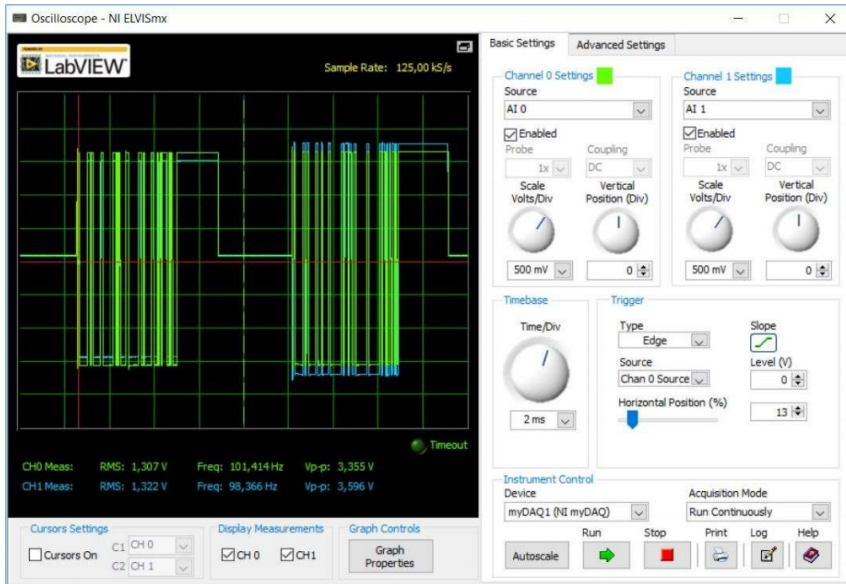 Oscilloscope - NI ELVISmx
LabVIEW
Sample Rate: 125,00 kS/s
Timeout
CH0 Meas: RMS: 1,307 V Freq: 101,414 Hz Vp-p: 3,355 V
CH1 Meas: RMS: 1,322 V Freq: 98,366 Hz Vp-p: 3,596 V
Cursors Settings
Cursors On
C1 CH 0
C2 CH 1
Display Measurements
CH 0 CH1
Graph Controls
Graph
Properties
Basic Settings Advanced Settings
Channel 0 Settings
Source
AI 0
Enabled
Probe Coupling
1x DC
Scale Vertical
Volts/Div Position (Div)
500 mV 0
Channel 1 Settings
Source
AI 1
Enabled
Probe Coupling
1x DC
Scale Vertical
Volts/Div Position (Div)
500 mV 0
Timebase
Time/Div
2 ms
Trigger
Type Slope
Edge
Source Level (V)
Chan 0 Source 0
Horizontal Position (%)
13
Instrument Control
Device Acquisition Mode
myDAQ1 (NI myDAQ) Run Continuously
Run Stop Print Log Help
Autoscale